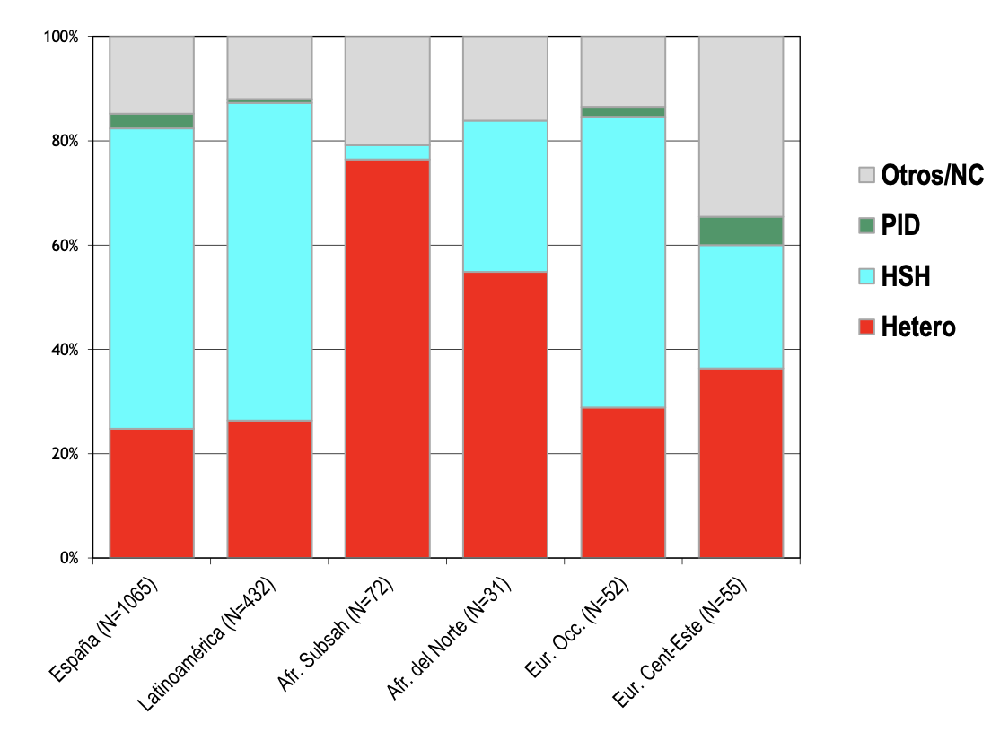 100%
80%
60%
40%
20%
0%
España (N=1065)
Latinoamérica (N=432)
Afr. Subsah (N=72)
Afr. del Norte (N=31)
Eur. Occ. (N=52)
Eur. Cent-Este (N=55)
Otros/NC
PID
HSH
Hetero